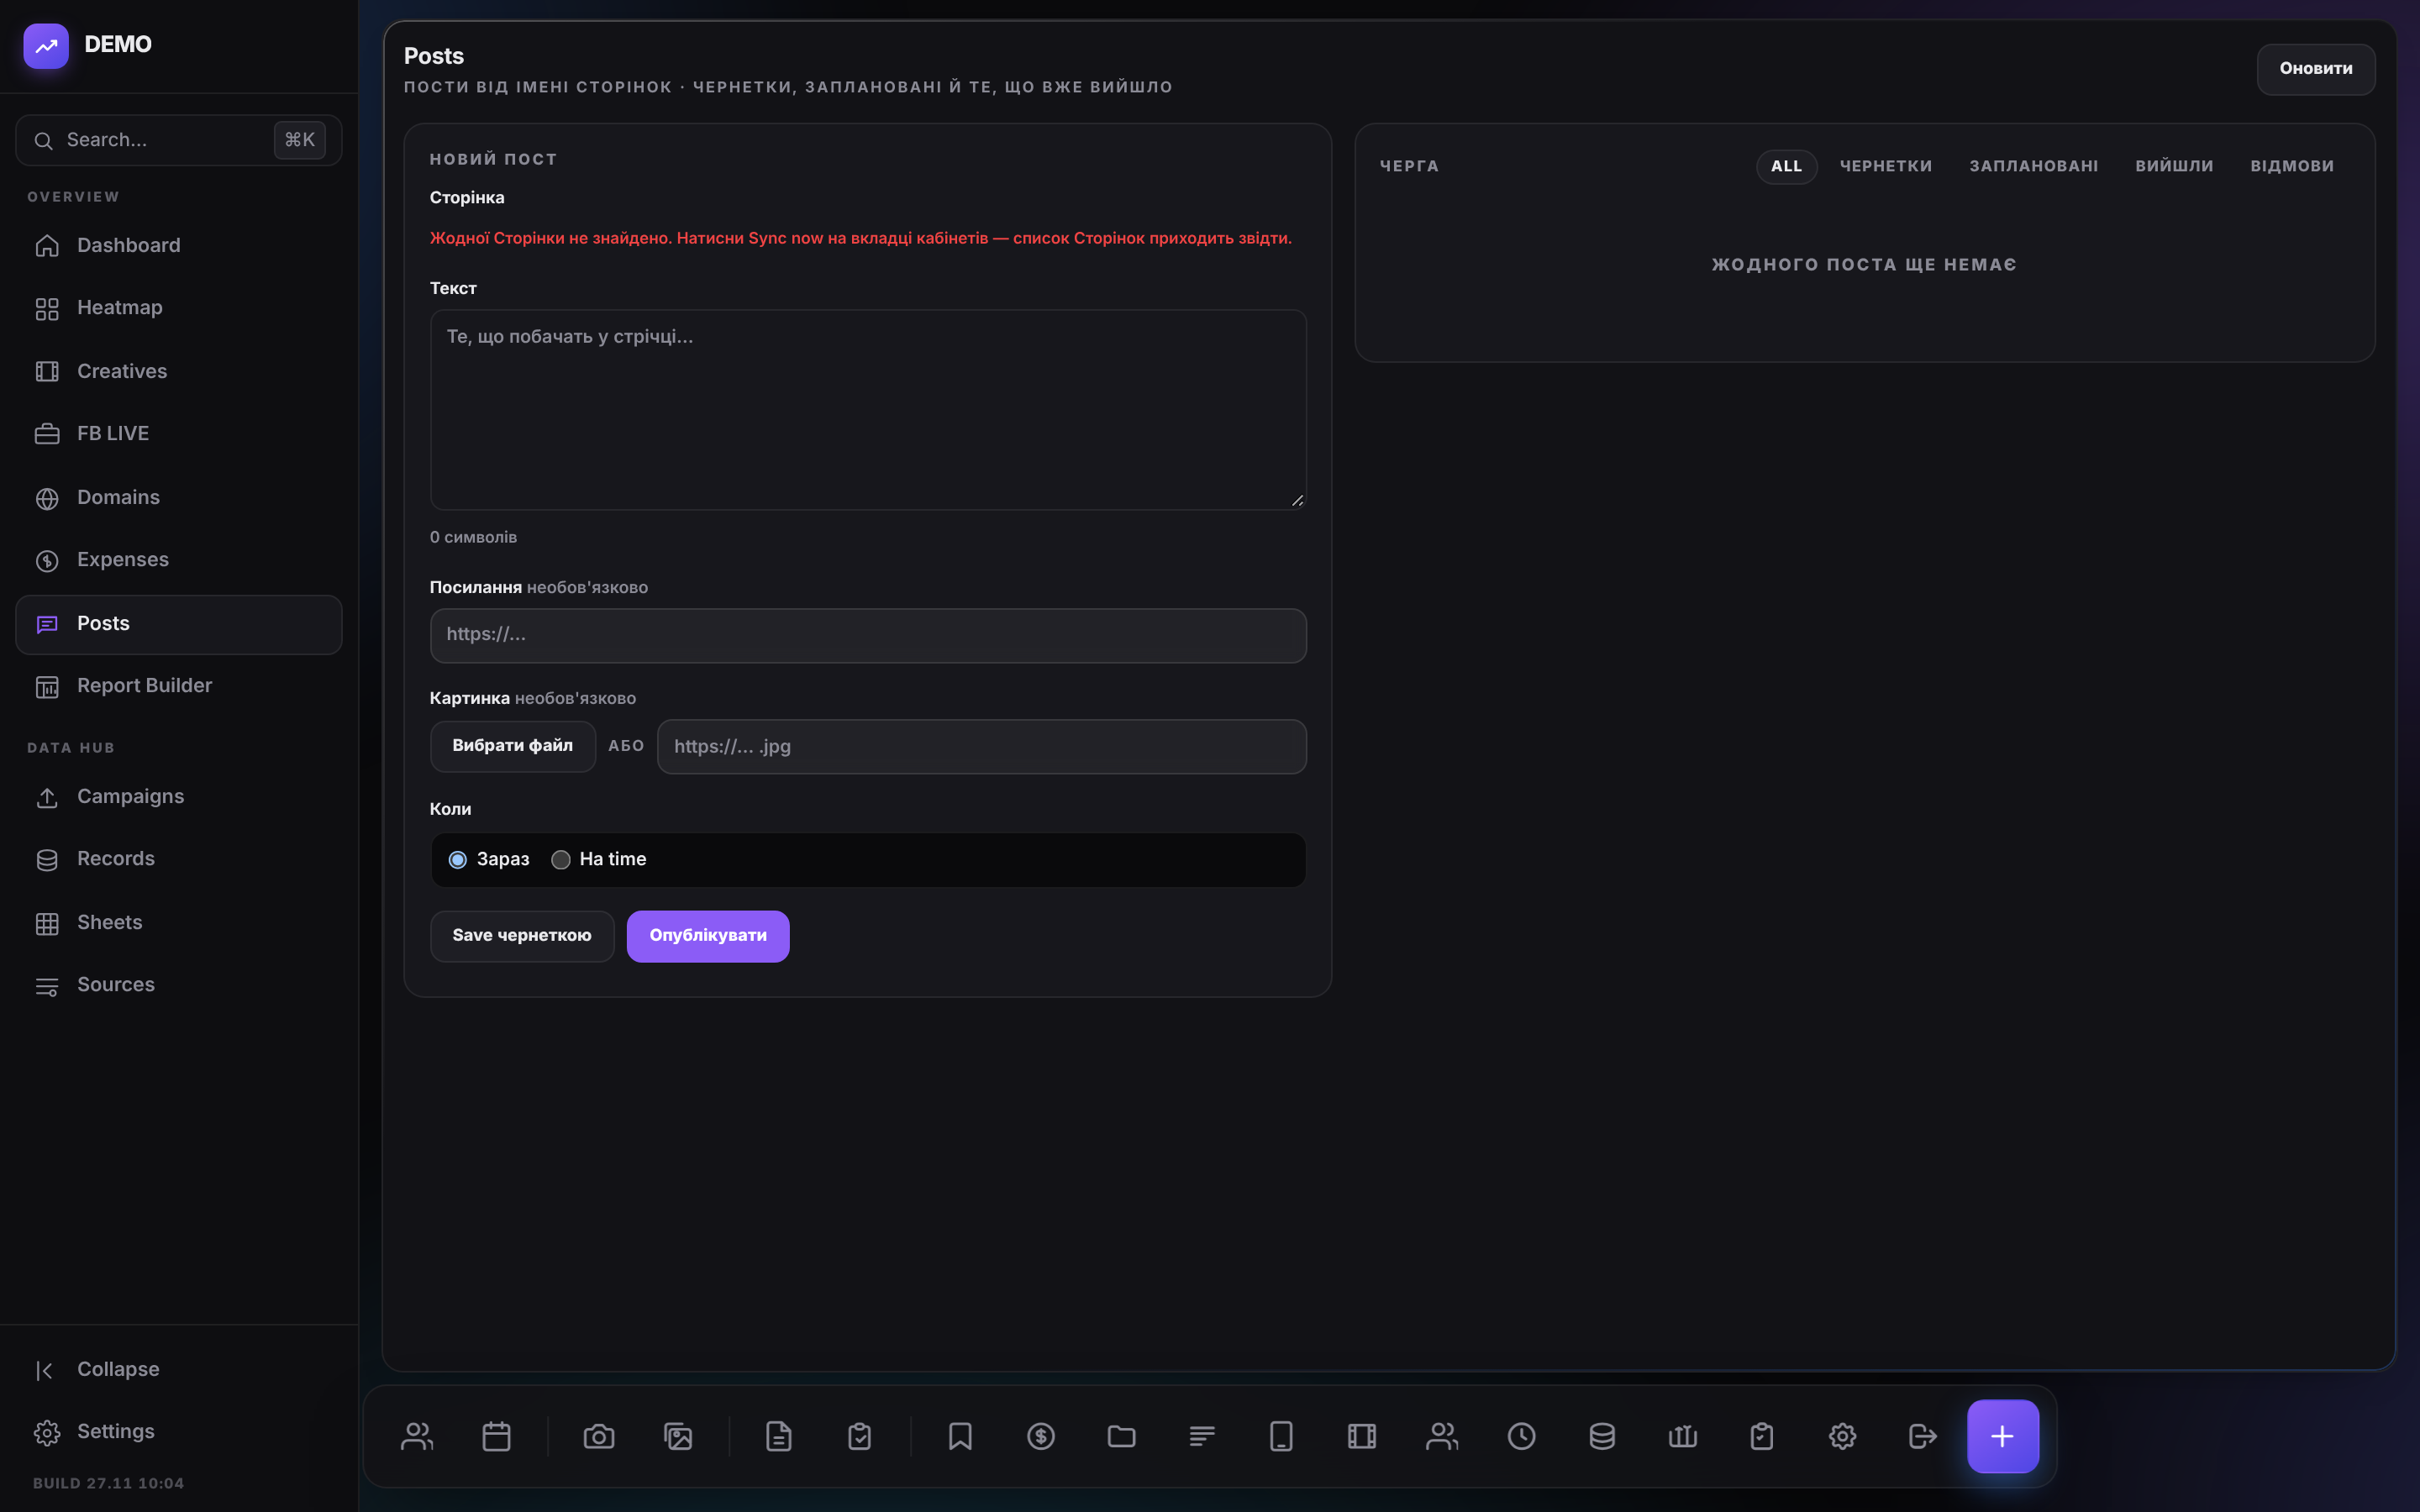 DEMO
Search...
⌘K
OVERVIEW
Dashboard
Heatmap
Creatives
FB LIVE
Domains
Expenses
Posts
Report Builder
DATA HUB
Campaigns
Records
Sheets
Sources
Collapse
Settings
BUILD 27.11 10:04
Posts
ПОСТИ ВІД ІМЕНІ СТОРІНОК · ЧЕРНЕТКИ, ЗАПЛАНОВАНІ Й ТЕ, ЩО ВЖЕ ВИЙШЛО
Оновити
НОВИЙ ПОСТ
Сторінка
Жодної Сторінки не знайдено. Натисни Sync now на вкладці кабінетів — список Сторінок приходить звідти.
Текст
Те, що побачать у стрічці...
0 символів
Посилання необов'язково
https://...
Картинка необов'язково
Вибрати файл
АБО
https://... .jpg
Коли
Зараз
На time
Save чернеткою
Опублікувати
ЧЕРГА
ALL
ЧЕРНЕТКИ
ЗАПЛАНОВАНІ
ВИЙШЛИ
ВІДМОВИ
ЖОДНОГО ПОСТА ЩЕ НЕМАЄ